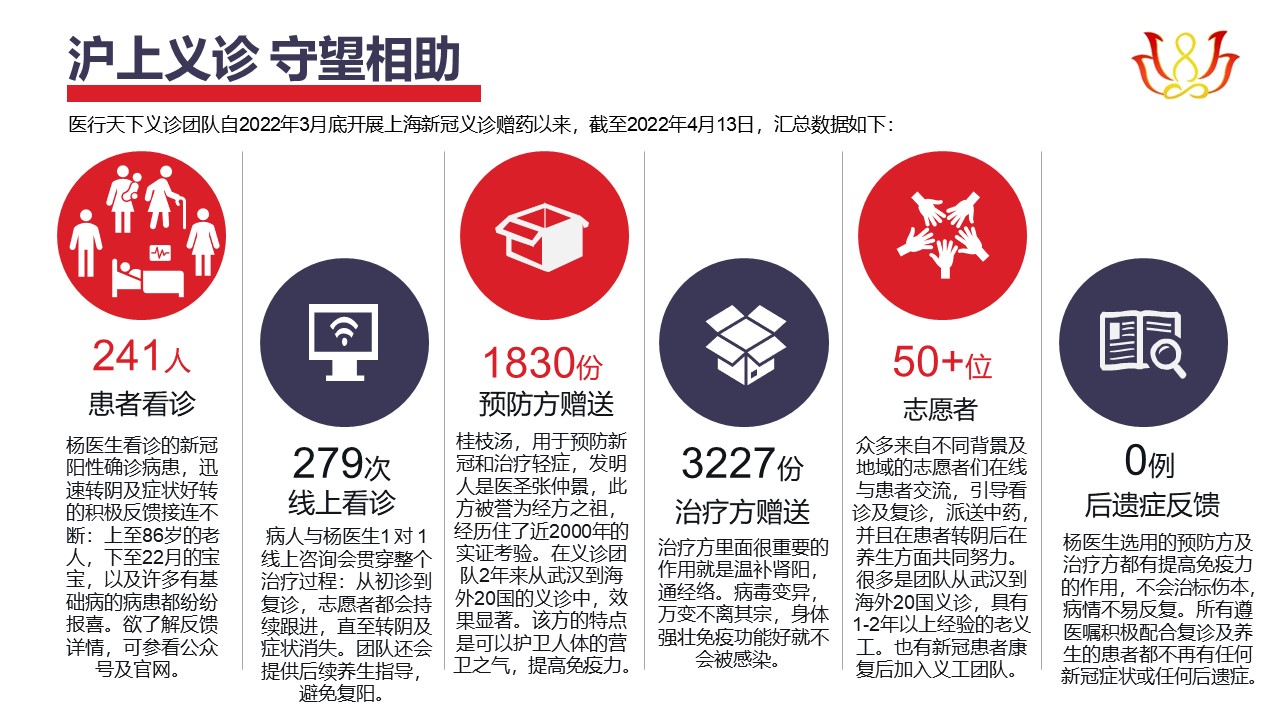 沪上义诊 守望相助
医行天下义诊团队自2022年3月底开展上海新冠义诊赠药以来，截至2022年4月13日，汇总数据如下：
241人
患者看诊
杨医生看诊的新冠
阳性确诊病患，迅
速转阴及症状好转
的积极反馈接连不
断：上至86岁的老
人，下至22月的宝
宝，以及许多有基
础病的病患都纷纷
报喜。欲了解反馈
详情，可参看公众
号及官网。
279次
线上看诊
病人与杨医生1对1
线上咨询会贯穿整个
治疗过程：从初诊到
复诊，志愿者都会持
续跟进，直至转阴及
症状消失。团队还会
提供后续养生指导，
避免复阳。
1830份
预防方赠送
桂枝汤，用于预防新
冠和治疗轻症，发明
人是医圣张仲景，此
方被誉为经方之祖，
经历住了近2000年的
实证考验。在义诊团
队2年来从武汉到海
外20国的义诊中，效
果显著。该方的特点
是可以护卫人体的营
卫之气，提高免疫力。
3227份
治疗方赠送
治疗方里面很重要的
作用就是温补肾阳，
通经络。病毒变异，
万变不离其宗，身体
强壮免疫功能好就不
会被感染。
50+位
志愿者
众多来自不同背景及
地域的志愿者们在线
与患者交流，引导看
诊及复诊，派送中药，
并且在患者转阴后在
养生方面共同努力。
很多是团队从武汉到
海外20国义诊，具有
1-2年以上经验的老义
工。也有新冠患者康
复后加入义工团队。
0例
后遗症反馈
杨医生选用的预防方及
治疗方都有提高免疫力
的作用，不会治标伤本，
病情不易反复。所有遵
医嘱积极配合复诊及养
生的患者都不再有任何
新冠症状或任何后遗症。